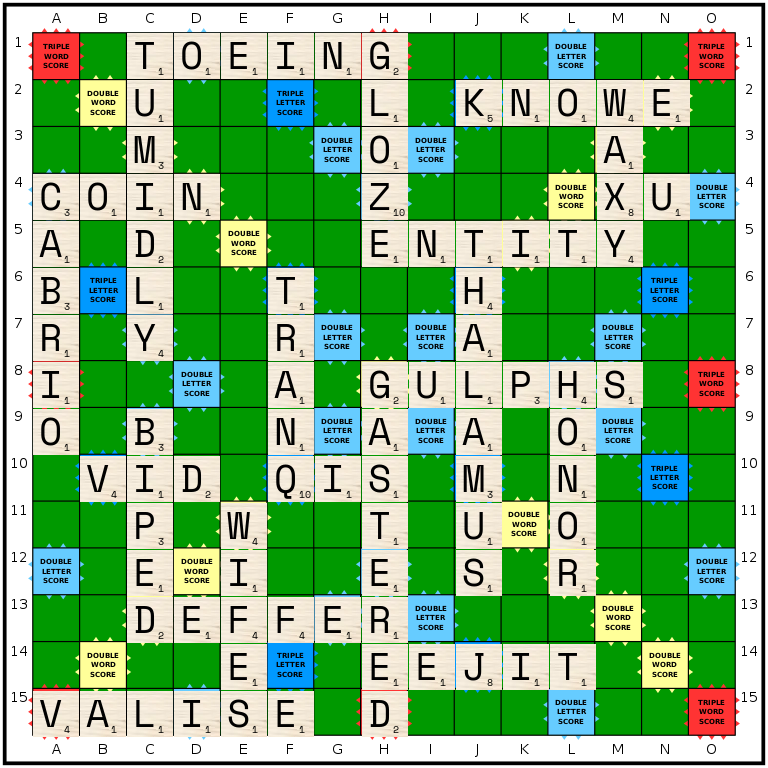 A B C D E F G H I J K L M N O
1 TRIPLE WORD SCORE T1 O1 E1 I1 N1 G2 DOUBLE LETTER SCORE TRIPLE WORD SCORE 1
2 DOUBLE WORD SCORE U1 TRIPLE LETTER SCORE L1 K5 N1 O1 W4 E1 2
3 M3 DOUBLE LETTER SCORE O1 DOUBLE LETTER SCORE A1 3
4 C3 O1 I1 N1 Z10 DOUBLE WORD SCORE X8 U1 DOUBLE LETTER SCORE 4
5 A1 D2 DOUBLE WORD SCORE E1 N1 T1 I1 T1 Y4 5
6 B3 TRIPLE LETTER SCORE L1 T1 H4 TRIPLE LETTER SCORE 6
7 R1 Y4 R1 DOUBLE LETTER SCORE DOUBLE LETTER SCORE A1 DOUBLE LETTER SCORE 7
8 I1 DOUBLE LETTER SCORE A1 G2 U1 L1 P3 H4 S1 TRIPLE WORD SCORE 8
9 O1 B3 N1 DOUBLE LETTER SCORE A1 DOUBLE LETTER SCORE A1 O1 DOUBLE LETTER SCORE 9
10 V4 I1 D2 Q10 I1 S1 M3 N1 TRIPLE LETTER SCORE 10
11 P3 W4 T1 U1 DOUBLE WORD SCORE O1 11
12 DOUBLE LETTER SCORE E1 DOUBLE WORD SCORE I1 E1 S1 R1 DOUBLE LETTER SCORE 12
13 D2 E1 F4 F4 E1 R1 DOUBLE LETTER SCORE DOUBLE WORD SCORE 13
14 DOUBLE WORD SCORE E1 TRIPLE LETTER SCORE E1 E1 J8 I1 T1 DOUBLE WORD SCORE 14
15 V4 A1 L1 I1 S1 E1 D2 DOUBLE LETTER SCORE TRIPLE WORD SCORE 15
A B C D E F G H I J K L M N O